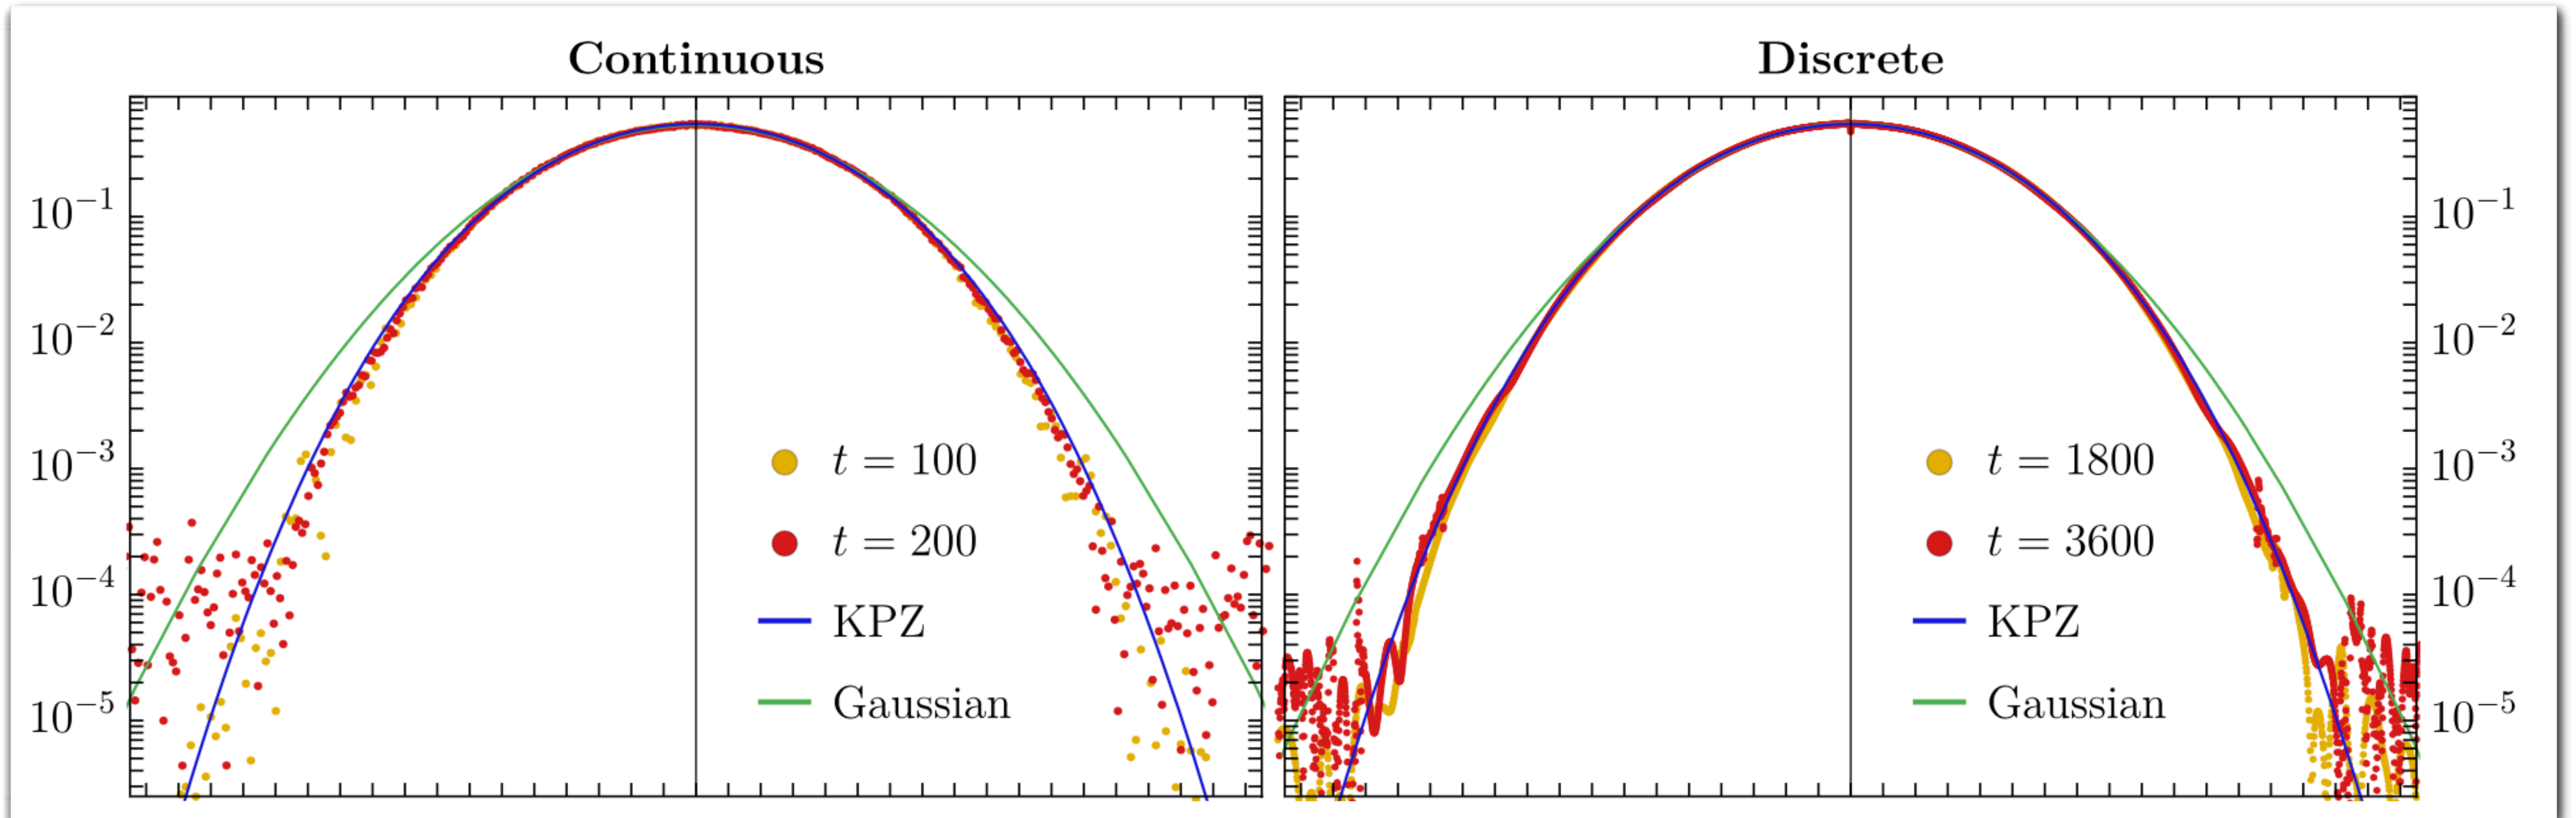 Continuous
10⁻¹
10⁻²
10⁻³
10⁻⁴
10⁻⁵
t = 100
t = 200
KPZ
Gaussian
Discrete
t = 1800
t = 3600
KPZ
Gaussian
10⁻¹
10⁻²
10⁻³
10⁻⁴
10⁻⁵